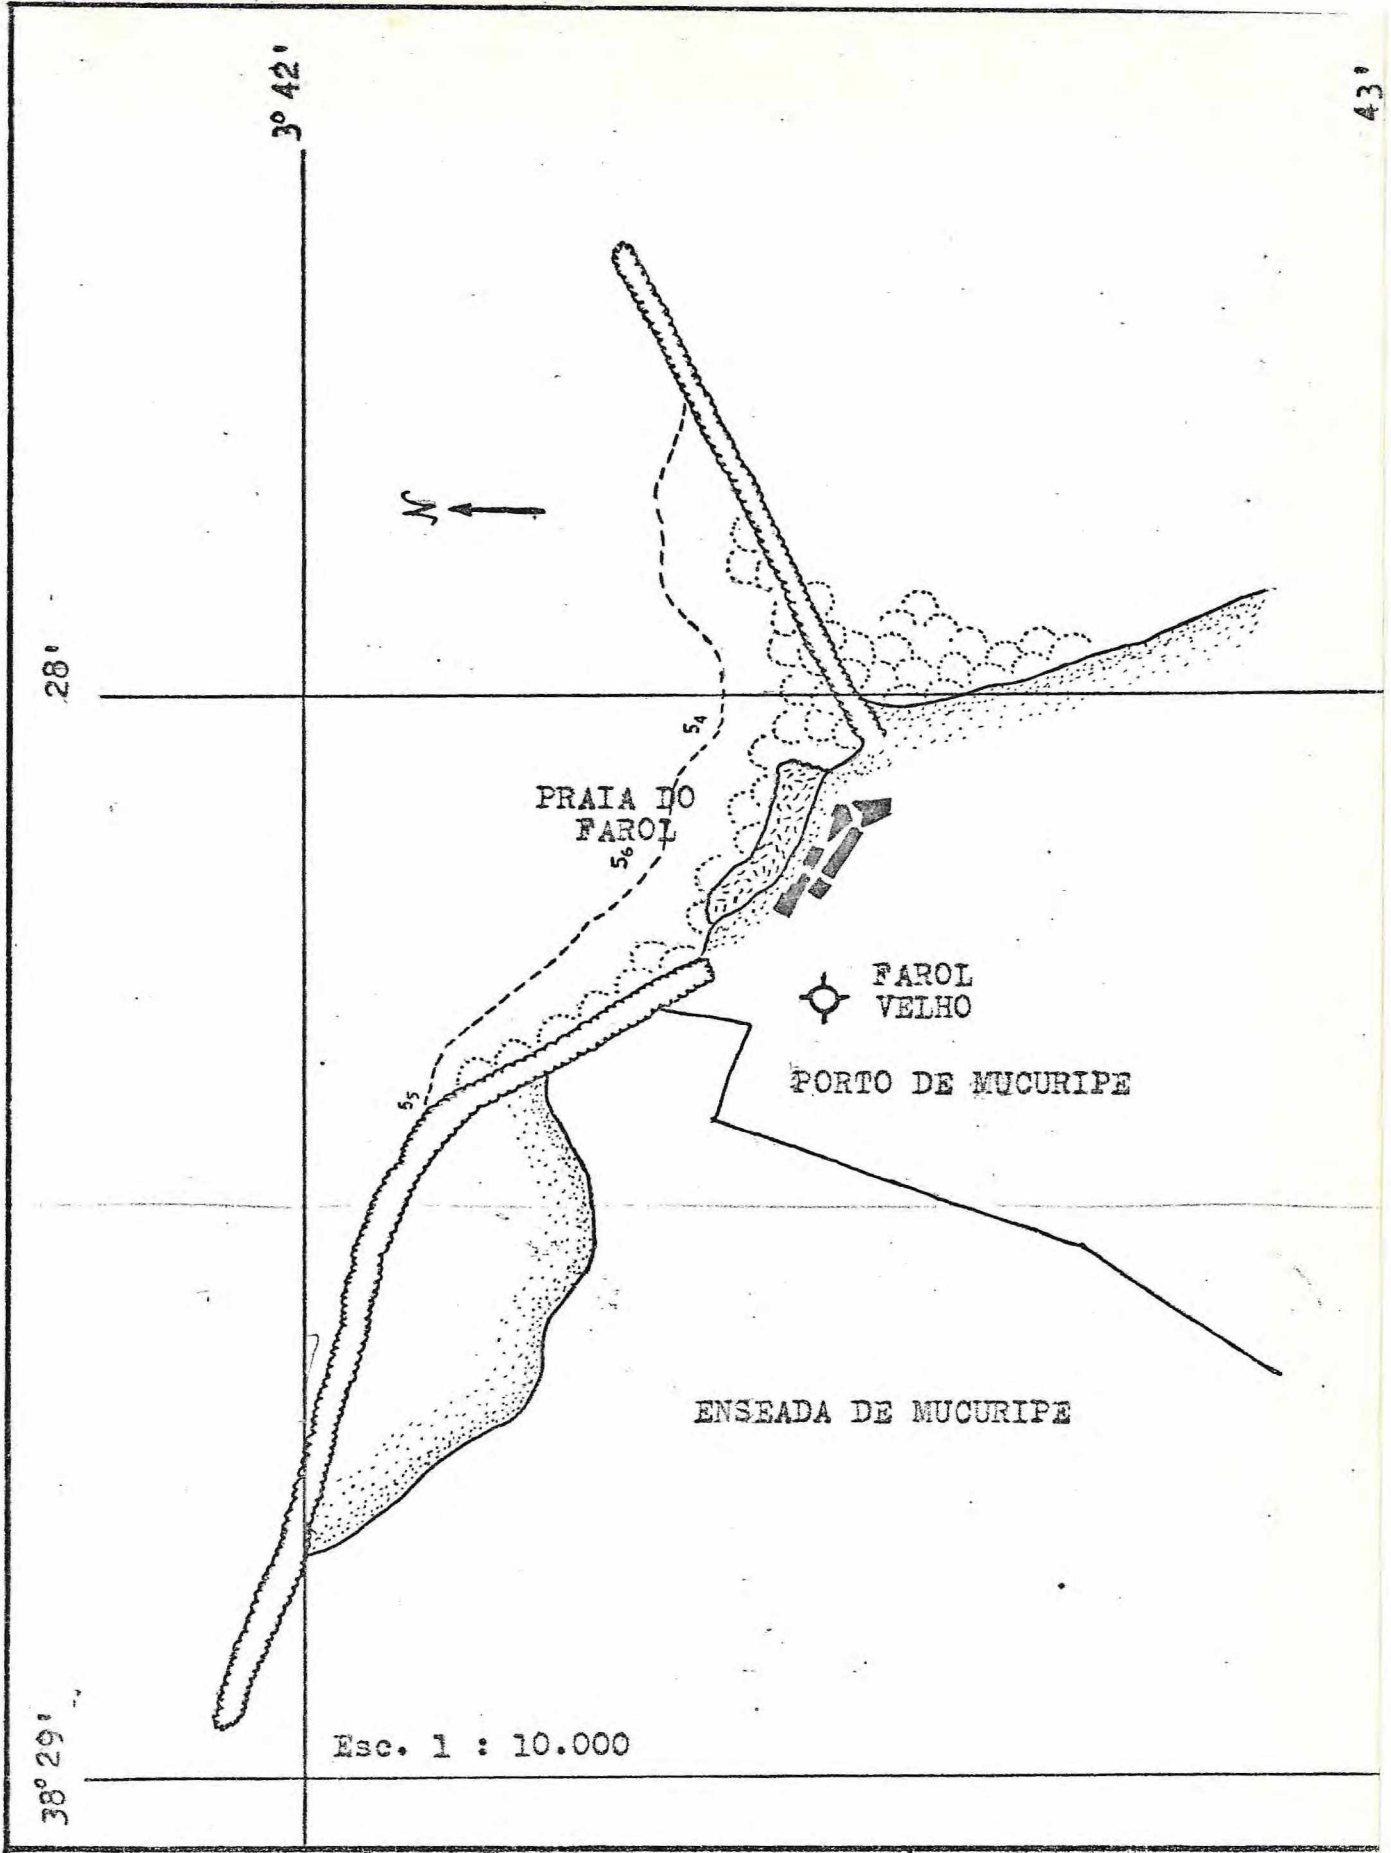 3° 42'
43'
N
28'
5₄
PRAIA DO
FAROL
5₆
FAROL
VELHO
5₅
PORTO DE MUCURIPE
ENSEADA DE MUCURIPE
38° 29'
Esc. 1 : 10.000